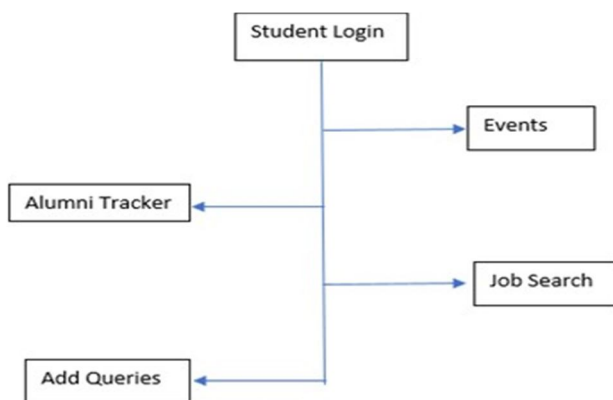 Student Login
Events
Alumni Tracker
Job Search
Add Queries